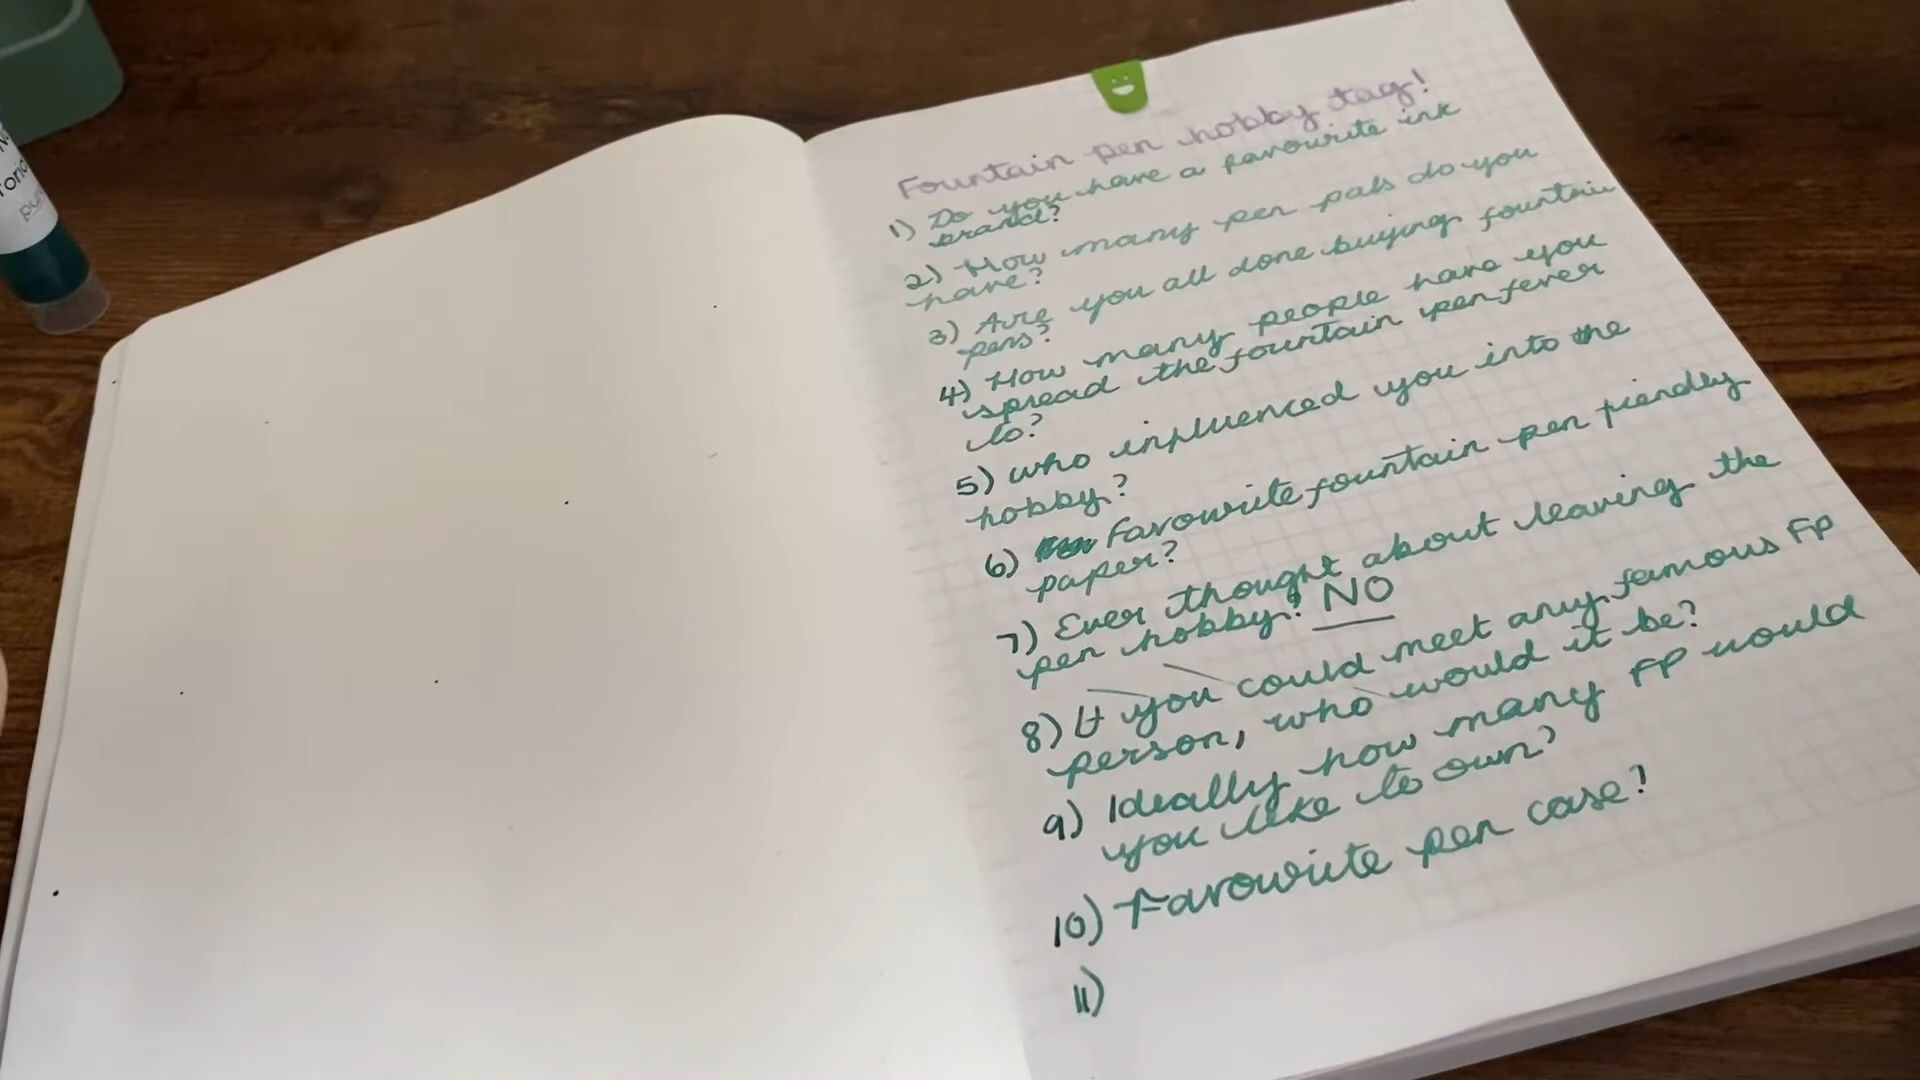 Fountain pen hobby tag!
1) Do you have a favourite ink
brand?
2) How many pen pals do you
have?
3) Are you all done buying fountain
pens?
4) How many people have you
spread the fountain pen fever
to?
5) who influenced you into the
hobby?
6) Favourite fountain pen friendly
paper?
7) Ever thought about leaving the
pen hobby? NO
8) If you could meet any famous FP
person, who would it be?
9) Ideally how many FP would
you like to own?
10) Favourite pen case?
11)